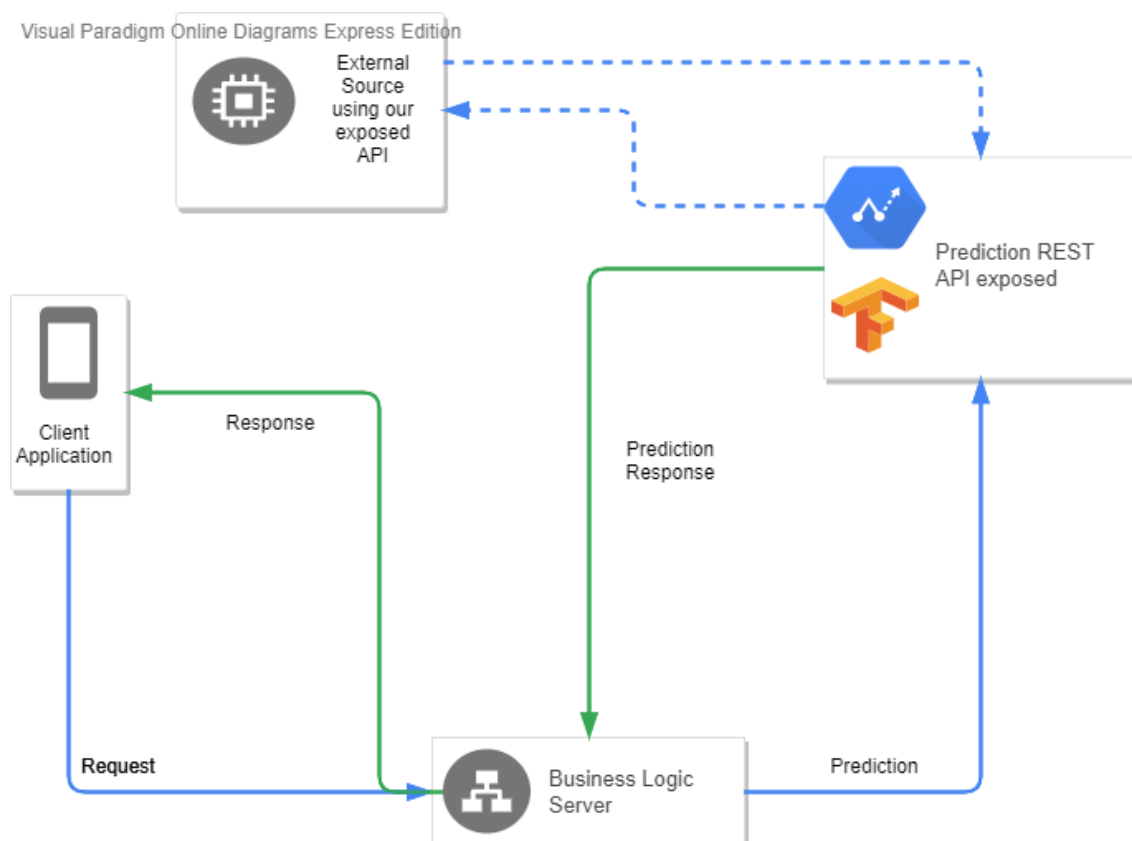 Visual Paradigm Online Diagrams Express Edition
External
Source
using our
exposed
API
Prediction REST
API exposed
Client
Application
Response
Prediction
Response
Request
Business Logic
Server
Prediction